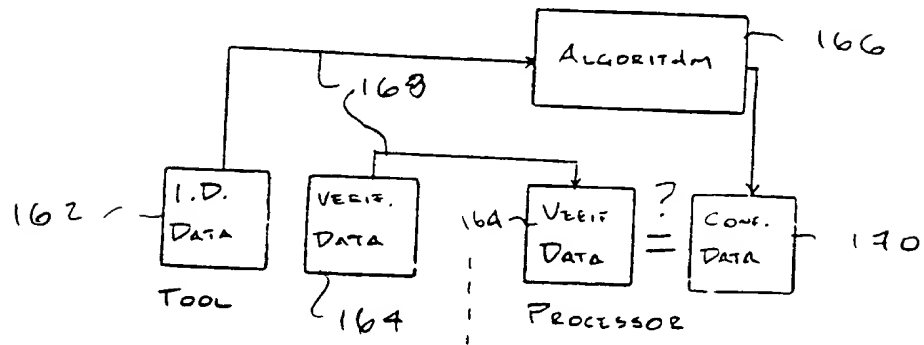 ALGORITHM
166
168
162
I.D.
DATA
VERIF.
DATA
164
VERIF
DATA
?
=
CONF.
DATA
170
TOOL
164
PROCESSOR